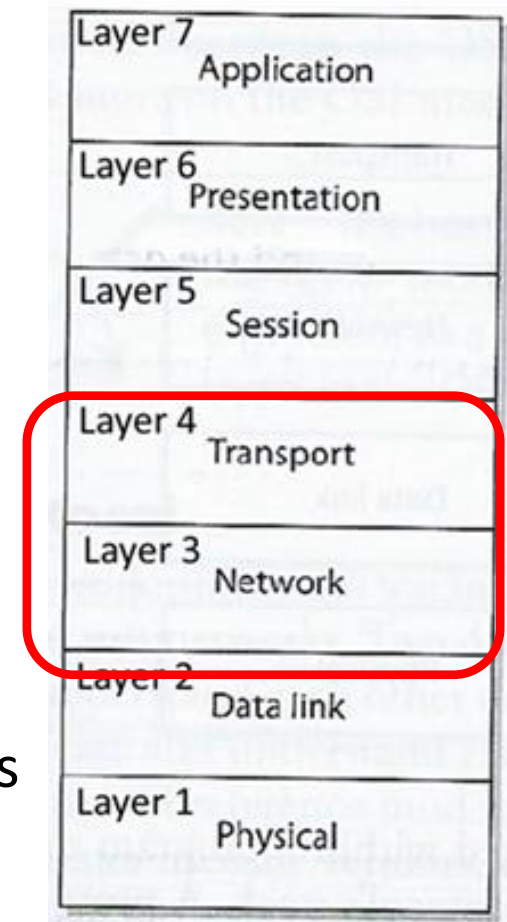 Layer 7
Application
Layer 6
Presentation
Layer 5
Session
Layer 4
Transport
Layer 3
Network
Layer 2
Data link
s
Layer 1
Physical